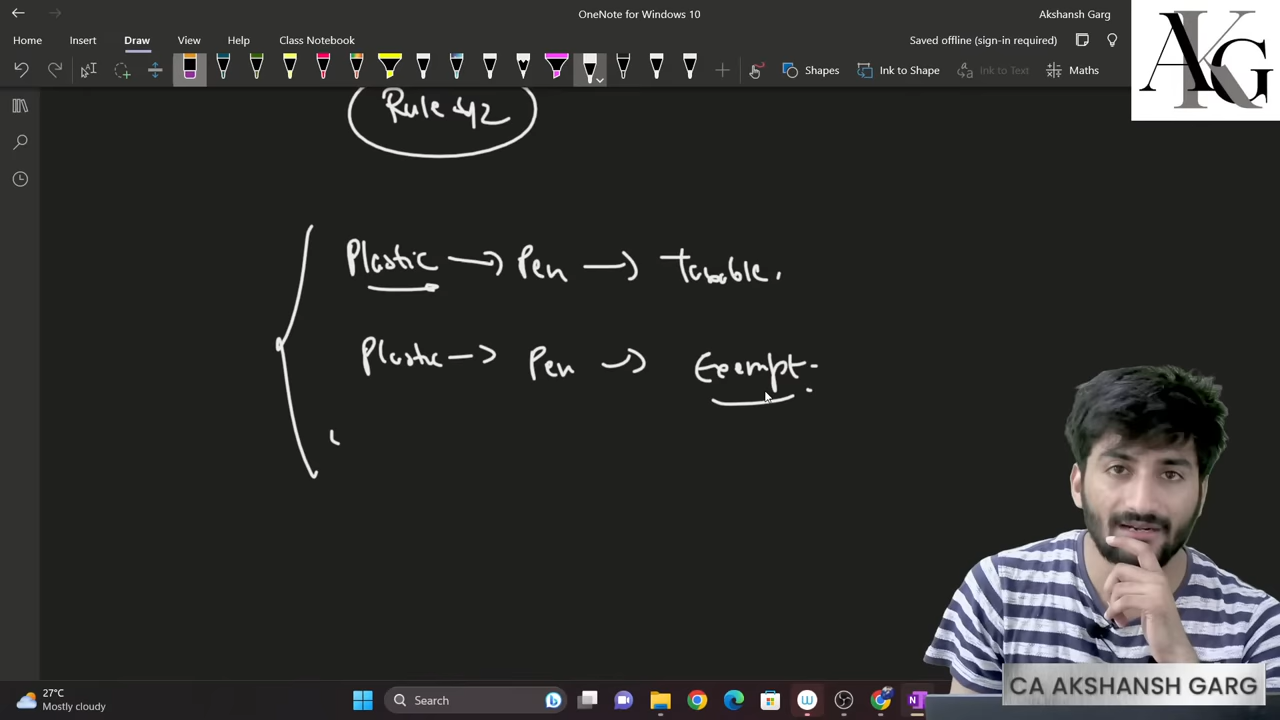 OneNote for Windows 10
Akshansh Garg
Home Insert Draw View Help Class Notebook
Saved offline (sign-in required)
Shapes Ink to Shape Ink to Text Maths
AKG
Rule 42
Plastic → Pen → Taxable.
Plastic → Pen → Exempt.
CA AKSHANSH GARG
27°C
Mostly cloudy
Search